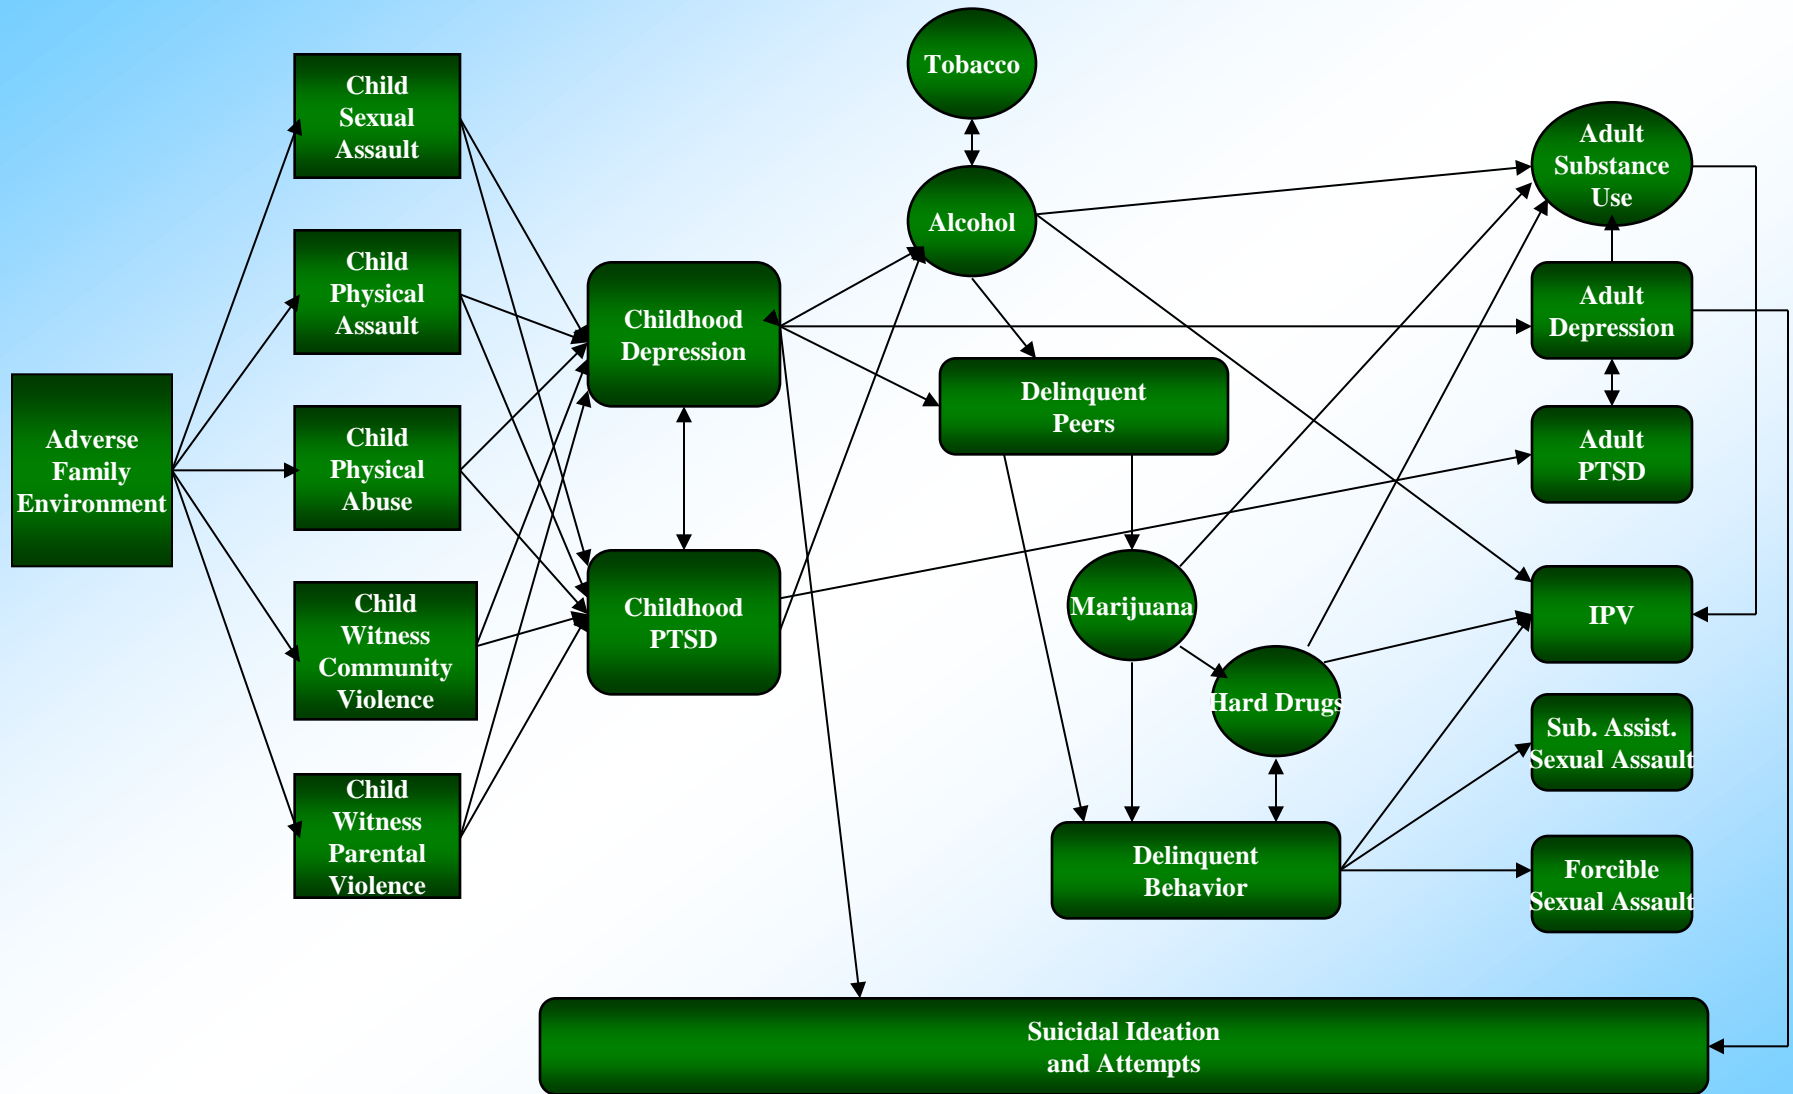 Tobacco
Child
Sexual
Assault
Adult
Substance
Use
Alcohol
Child
Physical
Assault
Childhood
Depression
Adult
Depression
Delinquent
Peers
Adverse
Family
Environment
Child
Physical
Abuse
Adult
PTSD
Child
Witness
Community
Violence
Childhood
PTSD
Marijuana
IPV
Hard Drugs
Sub. Assist.
Sexual Assault
Child
Witness
Parental
Violence
Delinquent
Behavior
Forcible
Sexual Assault
Suicidal Ideation
and Attempts